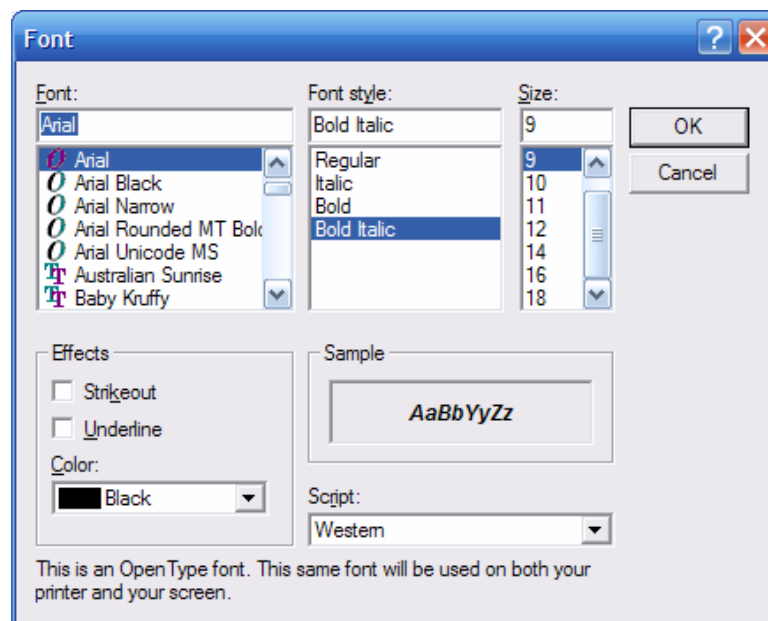 Font
Font:
Arial
Arial
Arial Black
Arial Narrow
Arial Rounded MT Bold
Arial Unicode MS
Australian Sunrise
Baby Kruffy
Font style:
Bold Italic
Regular
Italic
Bold
Bold Italic
Size:
9
9
10
11
12
14
16
18
OK
Cancel
Effects
Strikeout
Underline
Color:
Black
Sample
AaBbYyZz
Script:
Western
This is an OpenType font. This same font will be used on both your
printer and your screen.